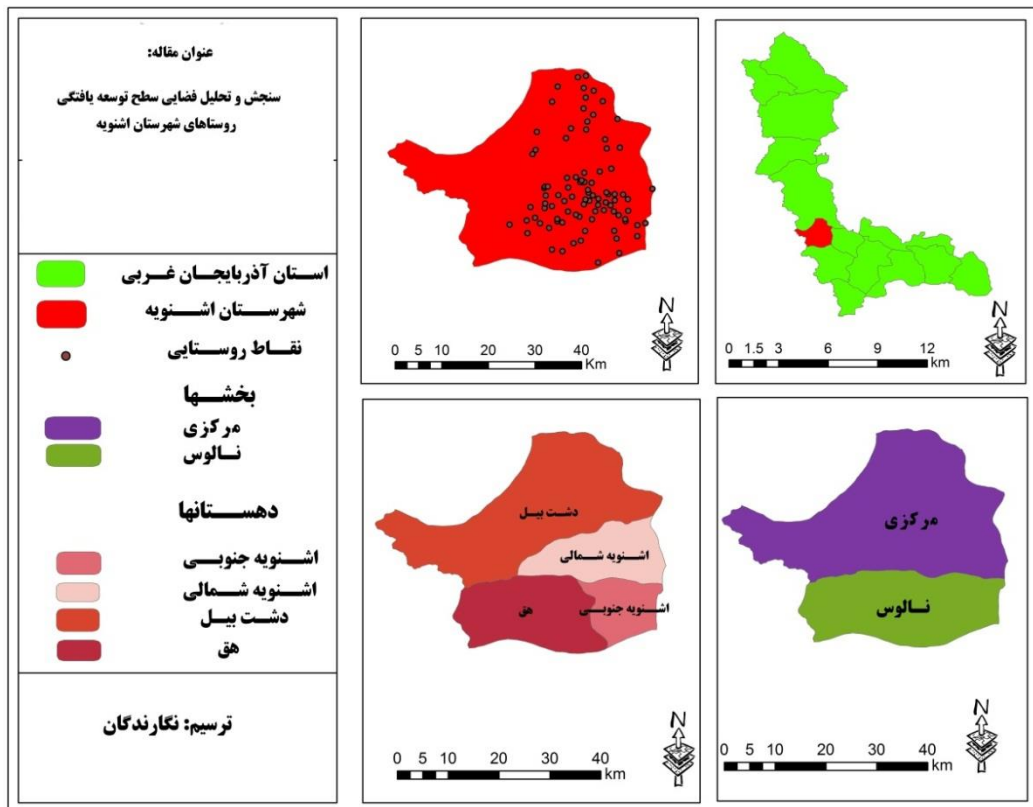 عنوان مقاله:
سنجش و تحلیل فضایی سطح توسعه یافتگی
روستاهای شهرستان اشنویه
استان آذربایجان غربی
شهرستان اشنویه
نقاط روستایی
بخشها
مرکزی
نالوس
دهستانها
اشنویه جنوبی
اشنویه شمالی
دشت بیل
هق
ترسیم: نگارندگان
N
0 5 10 20 30 40
Km
N
0 1.5 3 6 9 12
km
دشت بیل
اشنویه شمالی
هق
اشنویه جنوبی
N
0 5 10 20 30 40
km
مرکزی
نالوس
N
0 5 10 20 30 40
km